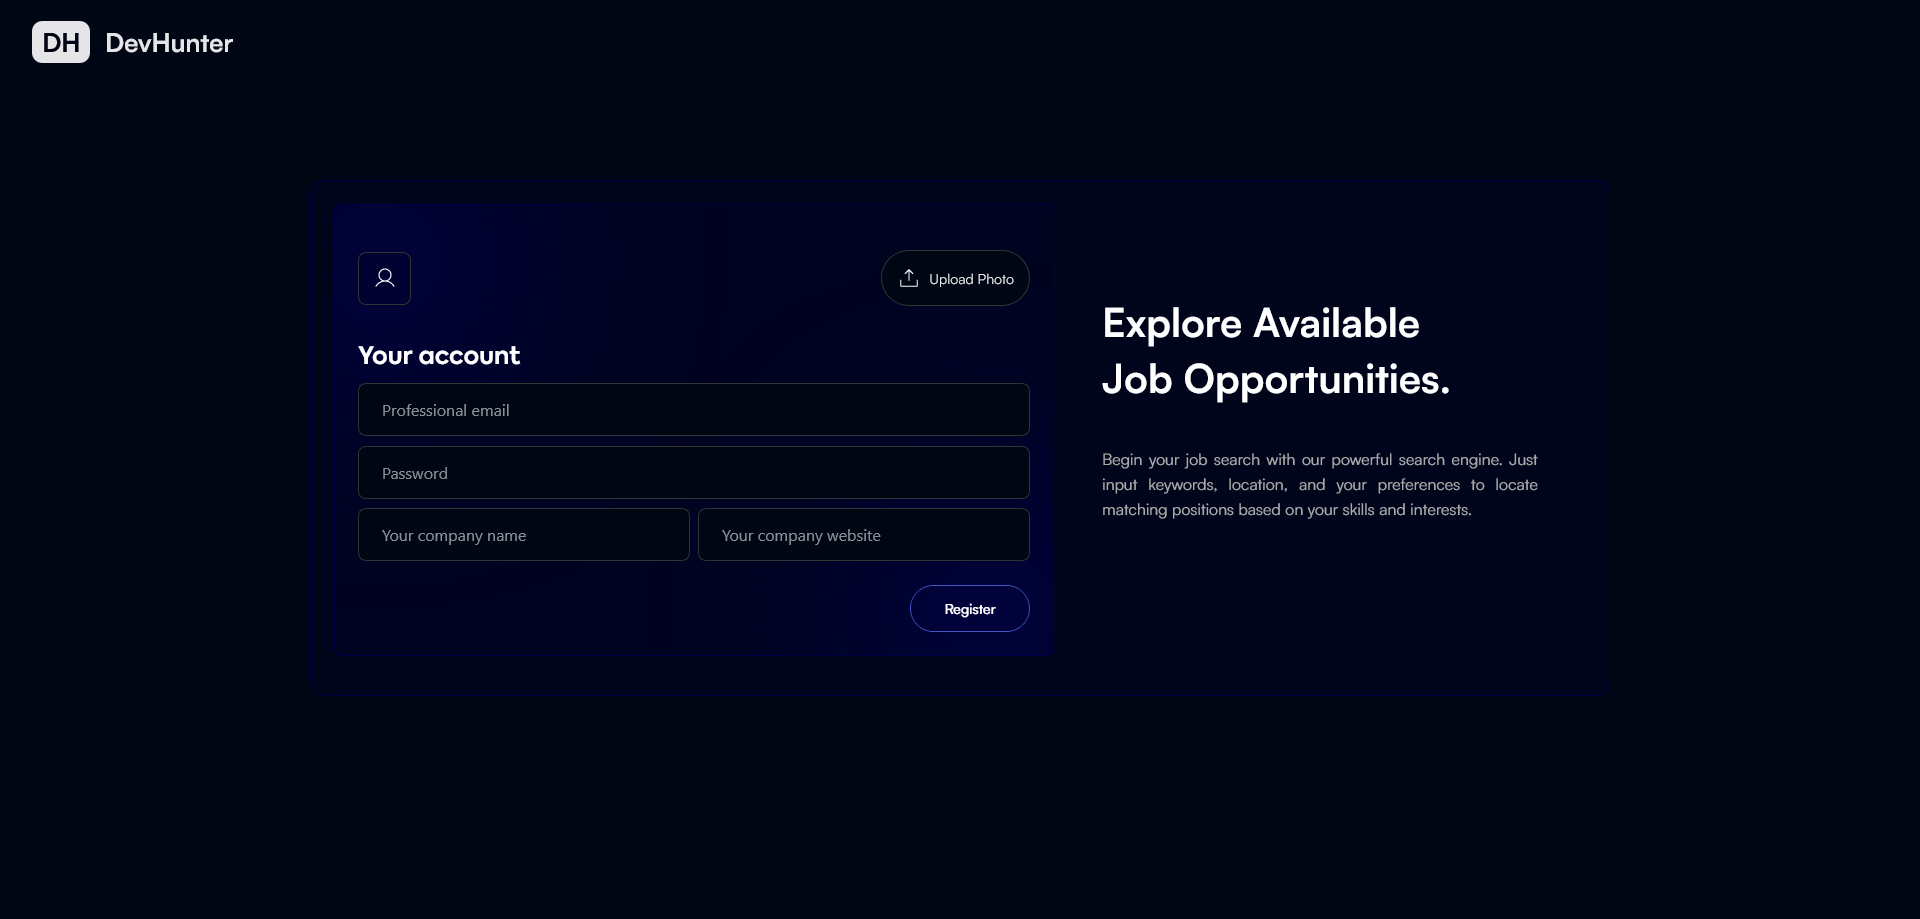 DH DevHunter
Upload Photo
Your account
Professional email
Password
Your company name Your company website
Register
Explore Available
Job Opportunities.
Begin your job search with our powerful search engine. Just
input keywords, location, and your preferences to locate
matching positions based on your skills and interests.